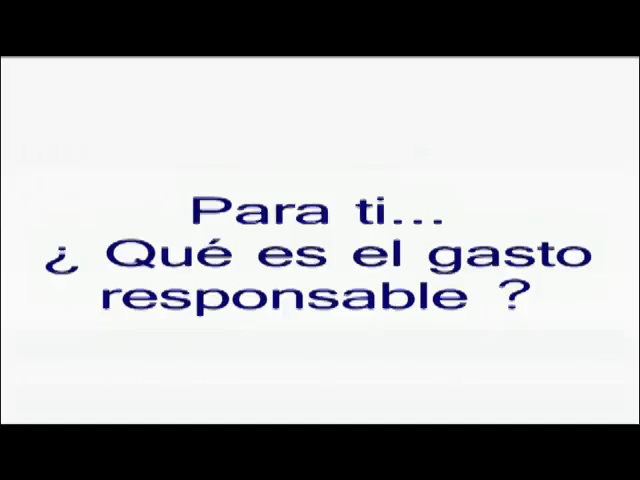 Para ti...
¿ Qué es el gasto
responsable ?